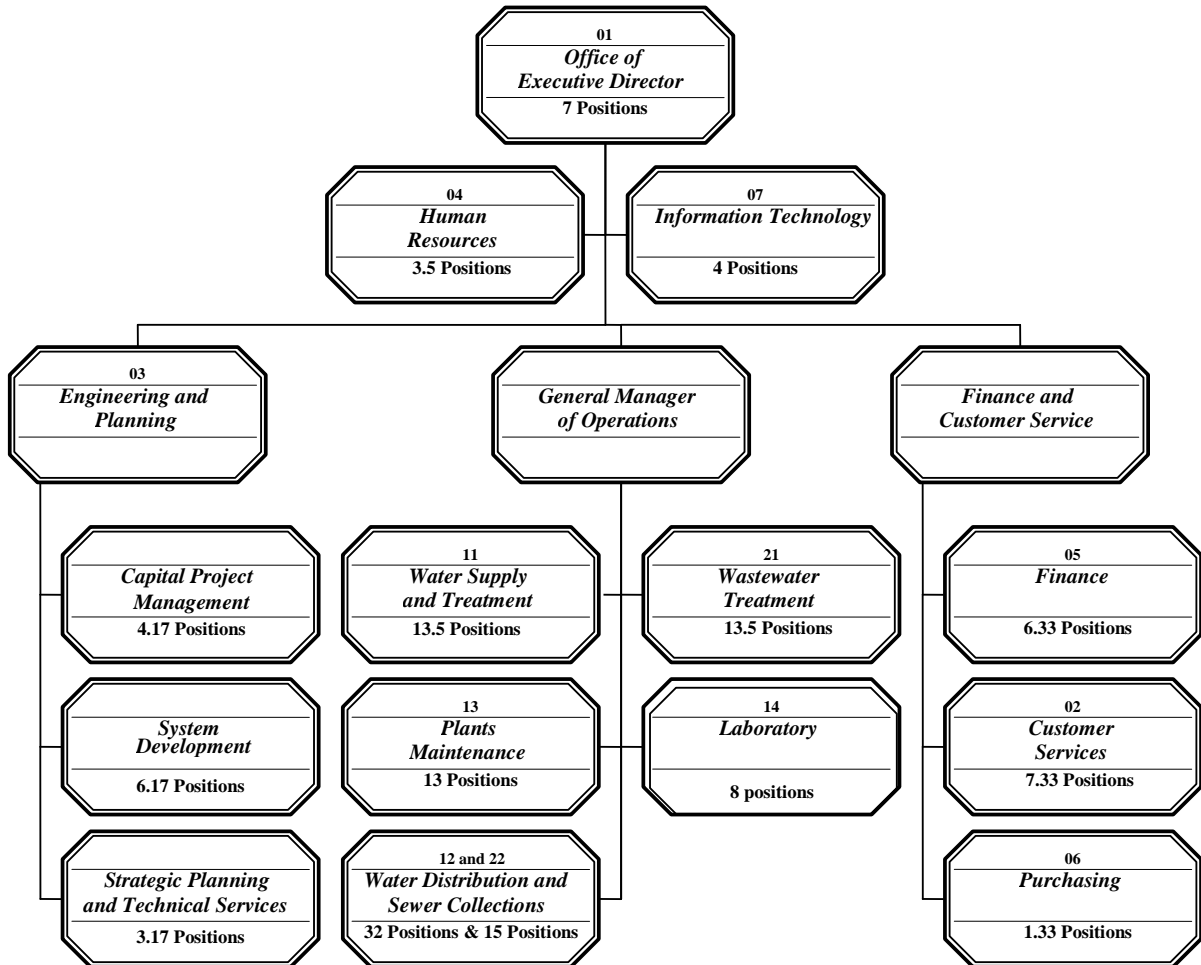 01
Office of
Executive Director
7 Positions
04
Human
Resources
3.5 Positions
07
Information Technology
4 Positions
03
Engineering and
Planning
General Manager
of Operations
Finance and
Customer Service
Capital Project
Management
4.17 Positions
11
Water Supply
and Treatment
13.5 Positions
21
Wastewater
Treatment
13.5 Positions
05
Finance
6.33 Positions
System
Development
6.17 Positions
13
Plants
Maintenance
13 Positions
14
Laboratory
8 positions
02
Customer
Services
7.33 Positions
Strategic Planning
and Technical Services
3.17 Positions
12 and 22
Water Distribution and
Sewer Collections
32 Positions & 15 Positions
06
Purchasing
1.33 Positions